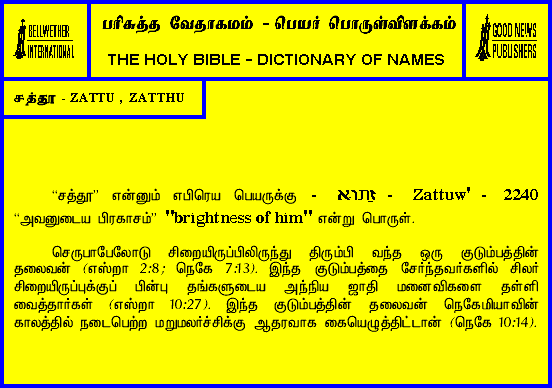 BELLWETHER
INTERNATIONAL
பரிசுத்த வேதாகமம் - பெயர் பொருள்விளக்கம்
THE HOLY BIBLE - DICTIONARY OF NAMES
GOOD NEWS
PUBLISHERS
சத்தூ - ZATTU , ZATTHU
“சத்தூ” என்னும் எபிரெய பெயருக்கு - זַתּוּא - Zattuw' - 2240
“அவனுடைய பிரகாசம்” "brightness of him" என்று பொருள்.
செருபாபேலோடு சிறையிருப்பிலிருந்து திரும்பி வந்த ஒரு குடும்பத்தின்
தலைவன் (எஸ்றா 2:8; நெகே 7:13). இந்த குடும்பத்தை சேர்ந்தவர்களில் சிலர்
சிறையிருப்புக்குப் பின்பு தங்களுடைய அந்நிய ஜாதி மனைவிகளை தள்ளி
வைத்தார்கள் (எஸ்றா 10:27). இந்த குடும்பத்தின் தலைவன் நெகேமியாவின்
காலத்தில் நடைபெற்ற மறுமலர்ச்சிக்கு ஆதரவாக கையெழுத்திட்டான் (நெகே 10:14).